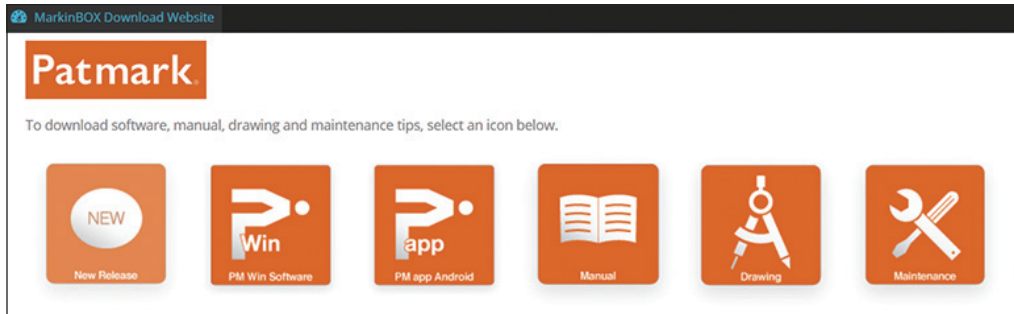 MarkinBOX Download Website
Patmark®
To download software, manual, drawing and maintenance tips, select an icon below.
NEW
New Release
Win
PM Win Software
app
PM app Android
Manual
Drawing
Maintenance